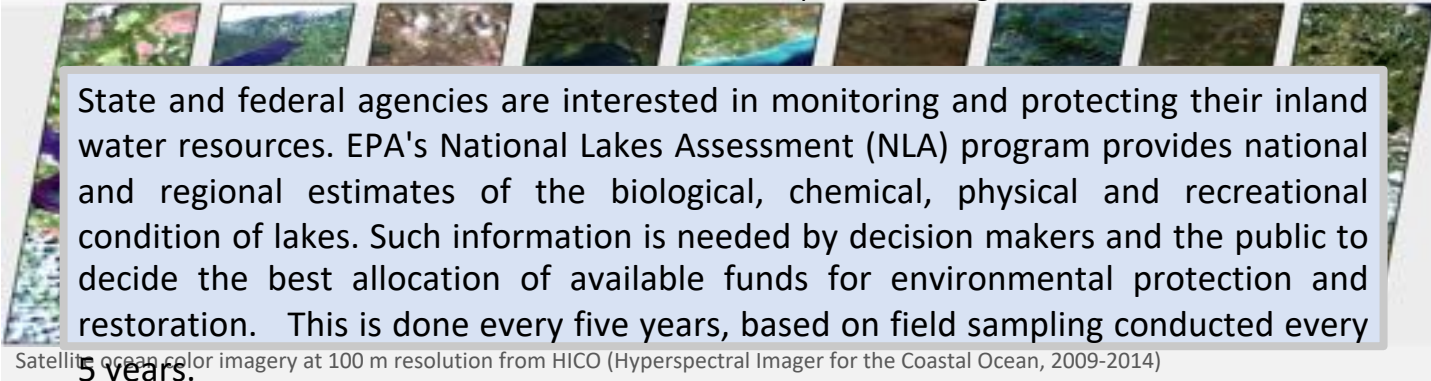 State and federal agencies are interested in monitoring and protecting their inland
water resources. EPA's National Lakes Assessment (NLA) program provides national
and regional estimates of the biological, chemical, physical and recreational
condition of lakes. Such information is needed by decision makers and the public to
decide the best allocation of available funds for environmental protection and
restoration. This is done every five years, based on field sampling conducted every
5 years.
Satellite ocean color imagery at 100 m resolution from HICO (Hyperspectral Imager for the Coastal Ocean, 2009-2014)